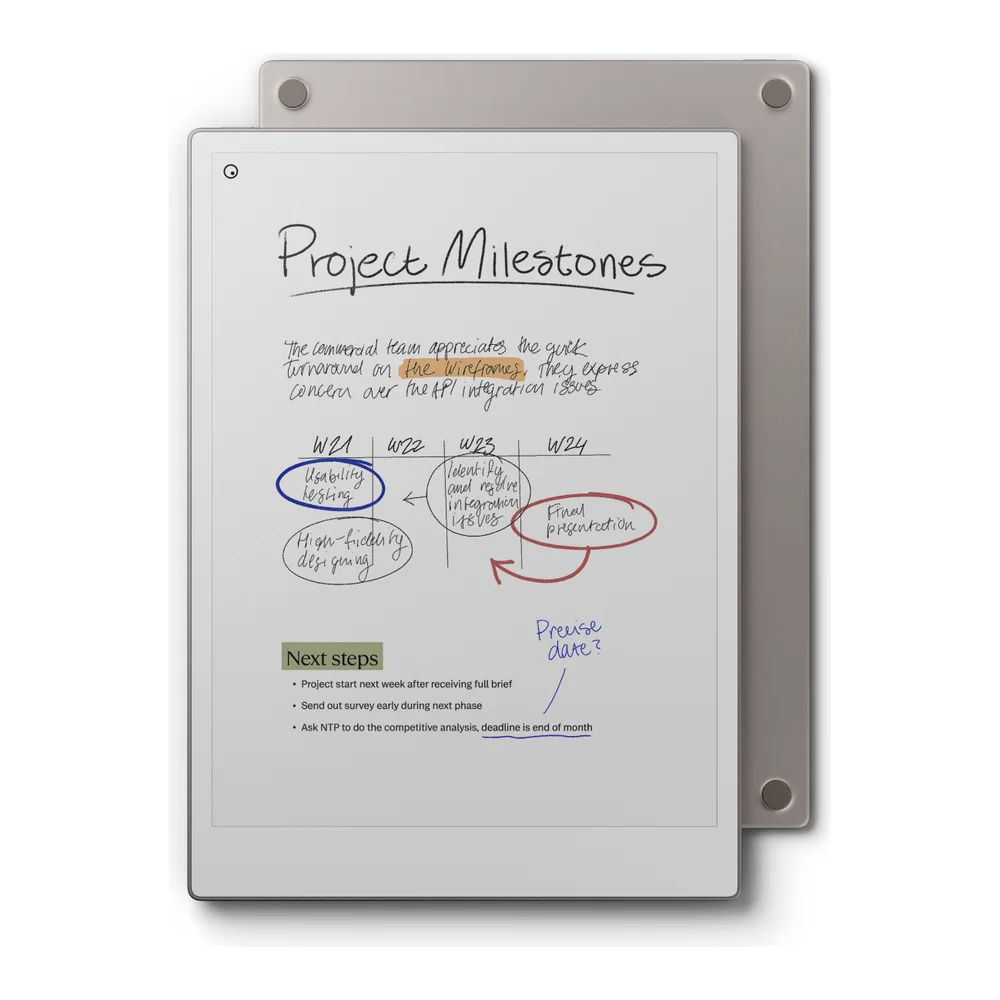 Project Milestones
The commercial team appreciates the quick
turnaround on the wireframes. They express
concern over the API integration issues
W21 W22 W23 W24
Usability
testing
Identify
and resolve
integration
issues
Final
presentation
High-fidelity
designing
Precise
date?
Next steps
• Project start next week after receiving full brief
• Send out survey early during next phase
• Ask NTP to do the competitive analysis, deadline is end of month